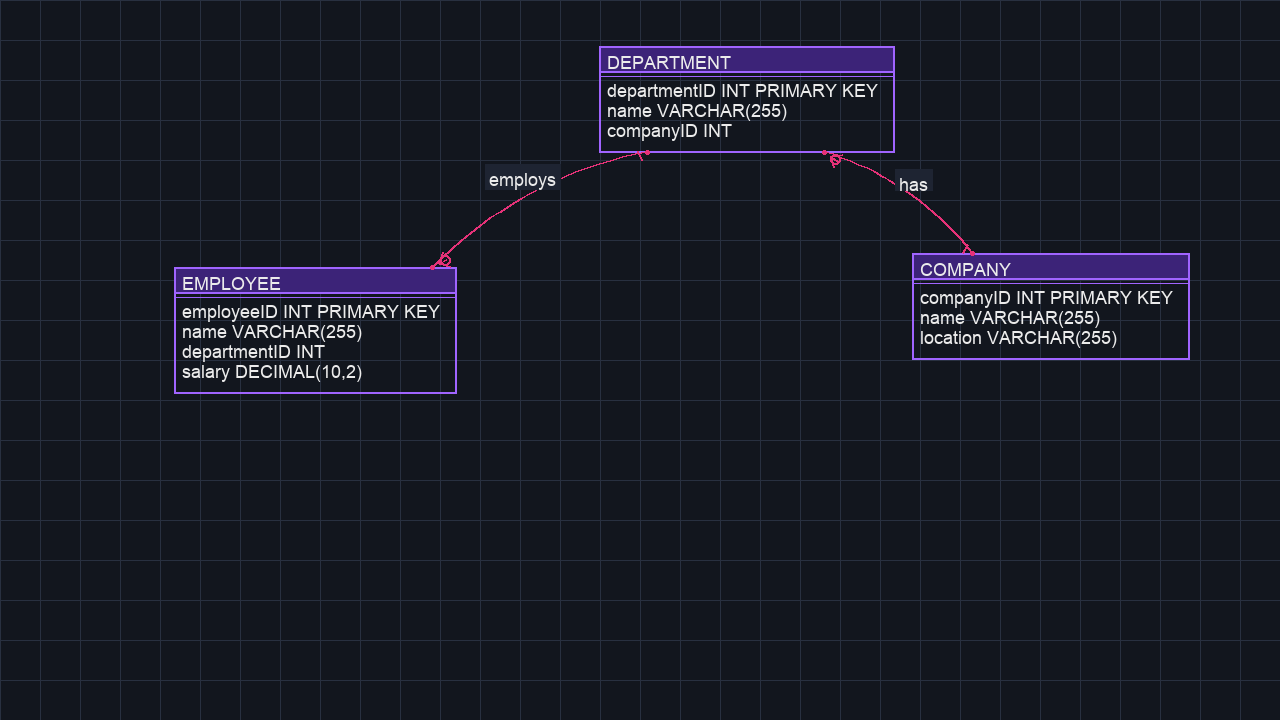 DEPARTMENT
departmentID INT PRIMARY KEY
name VARCHAR(255)
companyID INT
employs
has
EMPLOYEE
employeeID INT PRIMARY KEY
name VARCHAR(255)
departmentID INT
salary DECIMAL(10,2)
COMPANY
companyID INT PRIMARY KEY
name VARCHAR(255)
location VARCHAR(255)